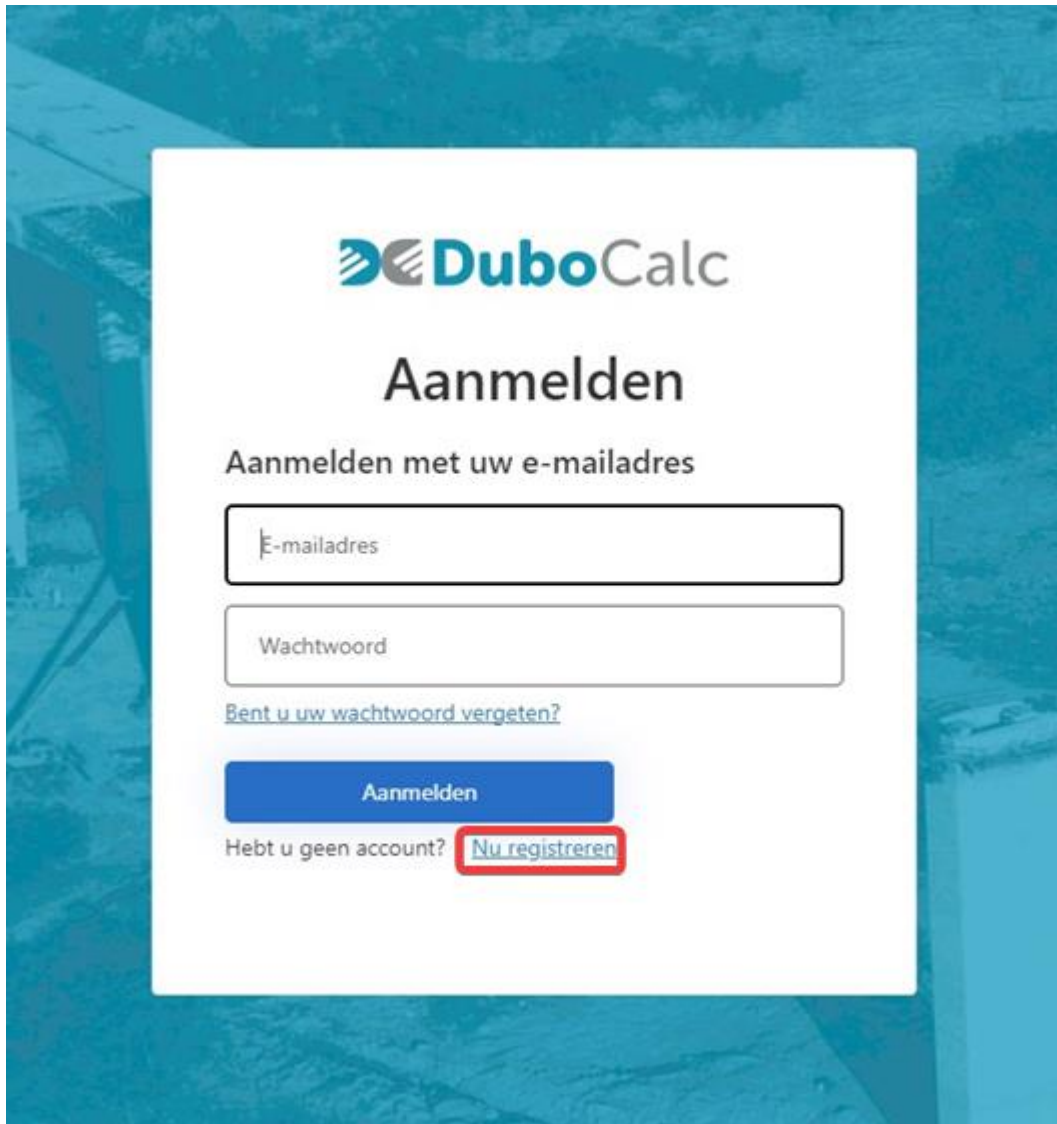 DuboCalc
Aanmelden
Aanmelden met uw e-mailadres
E-mailadres
Wachtwoord
Bent u uw wachtwoord vergeten?
Aanmelden
Hebt u geen account? Nu registreren